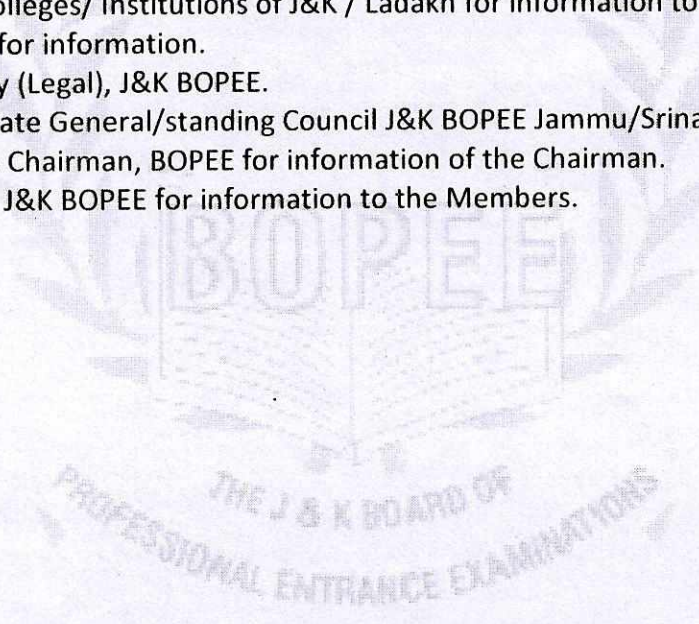 olleges/ Institutions of J&K / Ladakh for information to
for information.
y (Legal), J&K BOPEE.
ate General/standing Council J&K BOPEE Jammu/Srina
Chairman, BOPEE for information of the Chairman.
J&K BOPEE for information to the Members.
BOPEE
THE J & K BOARD OF
PROFESSIONAL ENTRANCE EXAMINATIONS